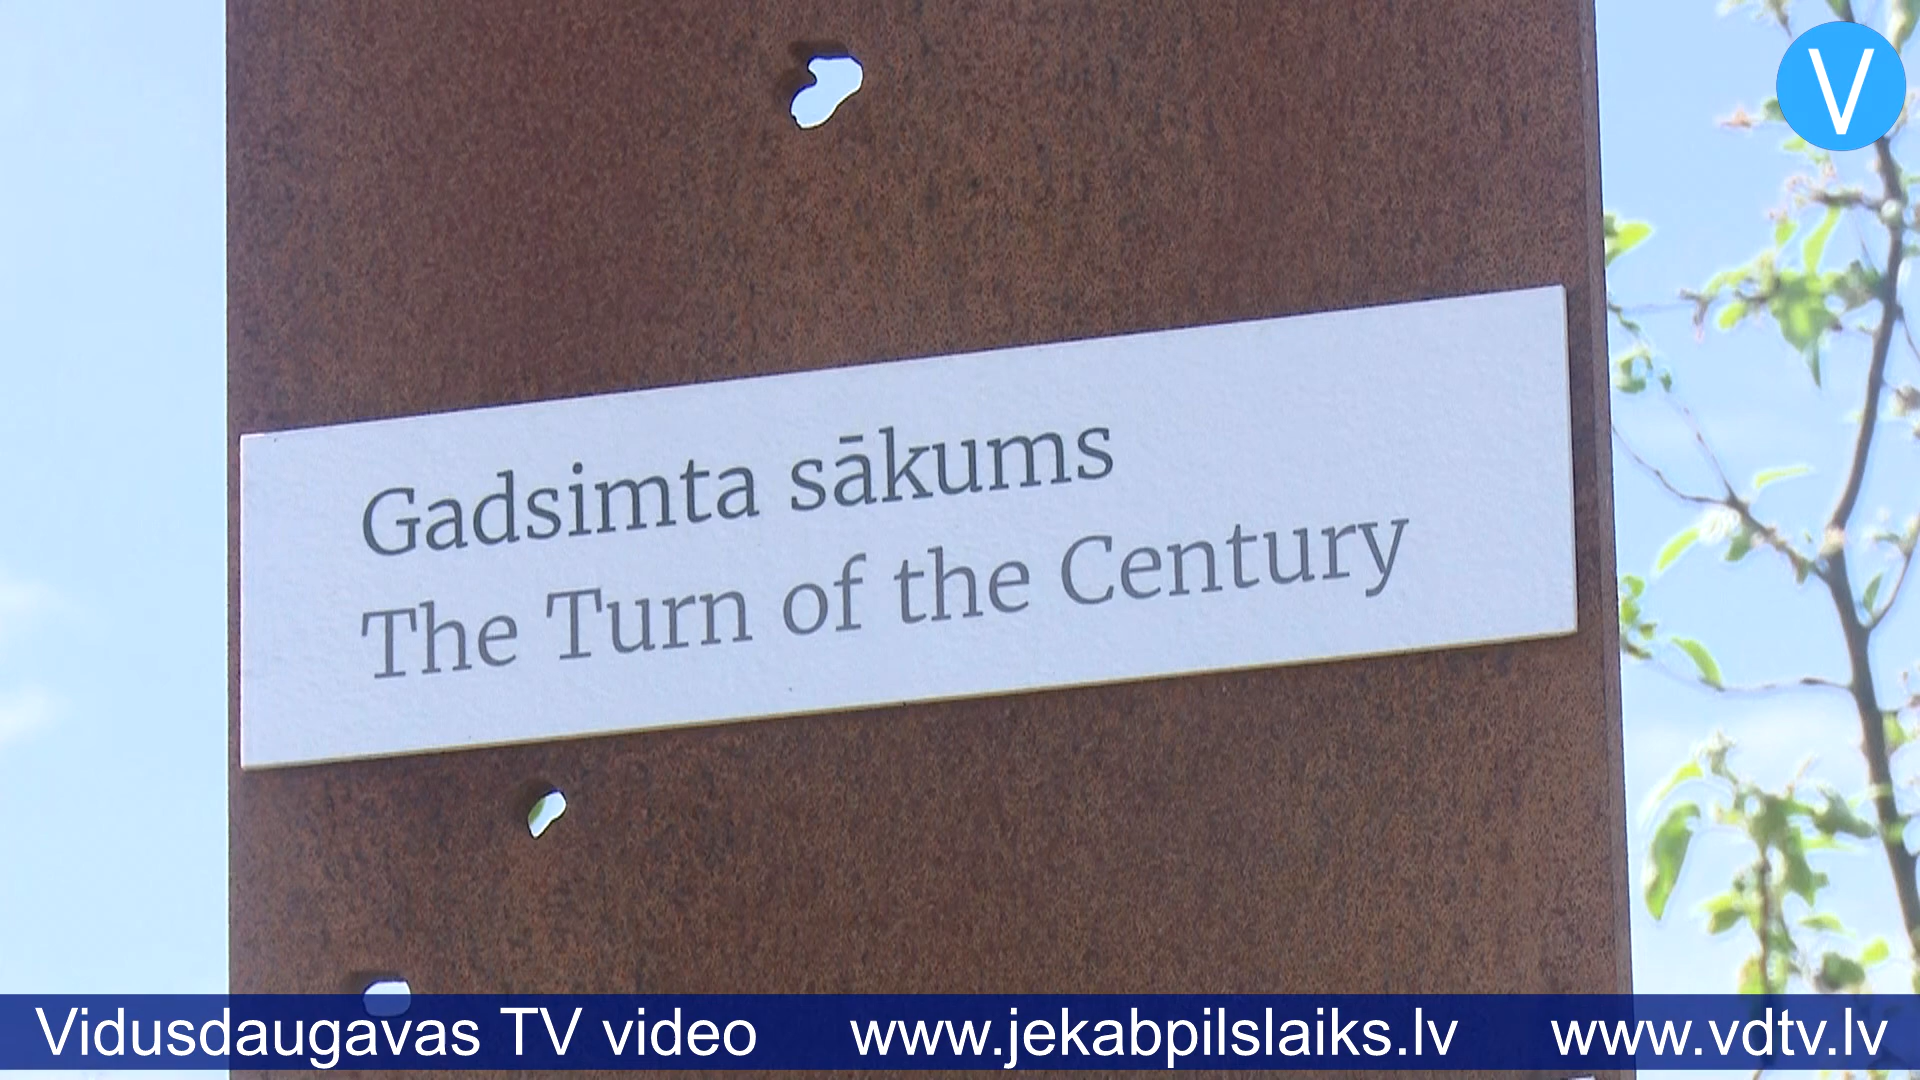 V
Gadsimta sākums
The Turn of the Century
Vidusdaugavas TV video www.jekabpilslaiks.lv www.vdtv.lv